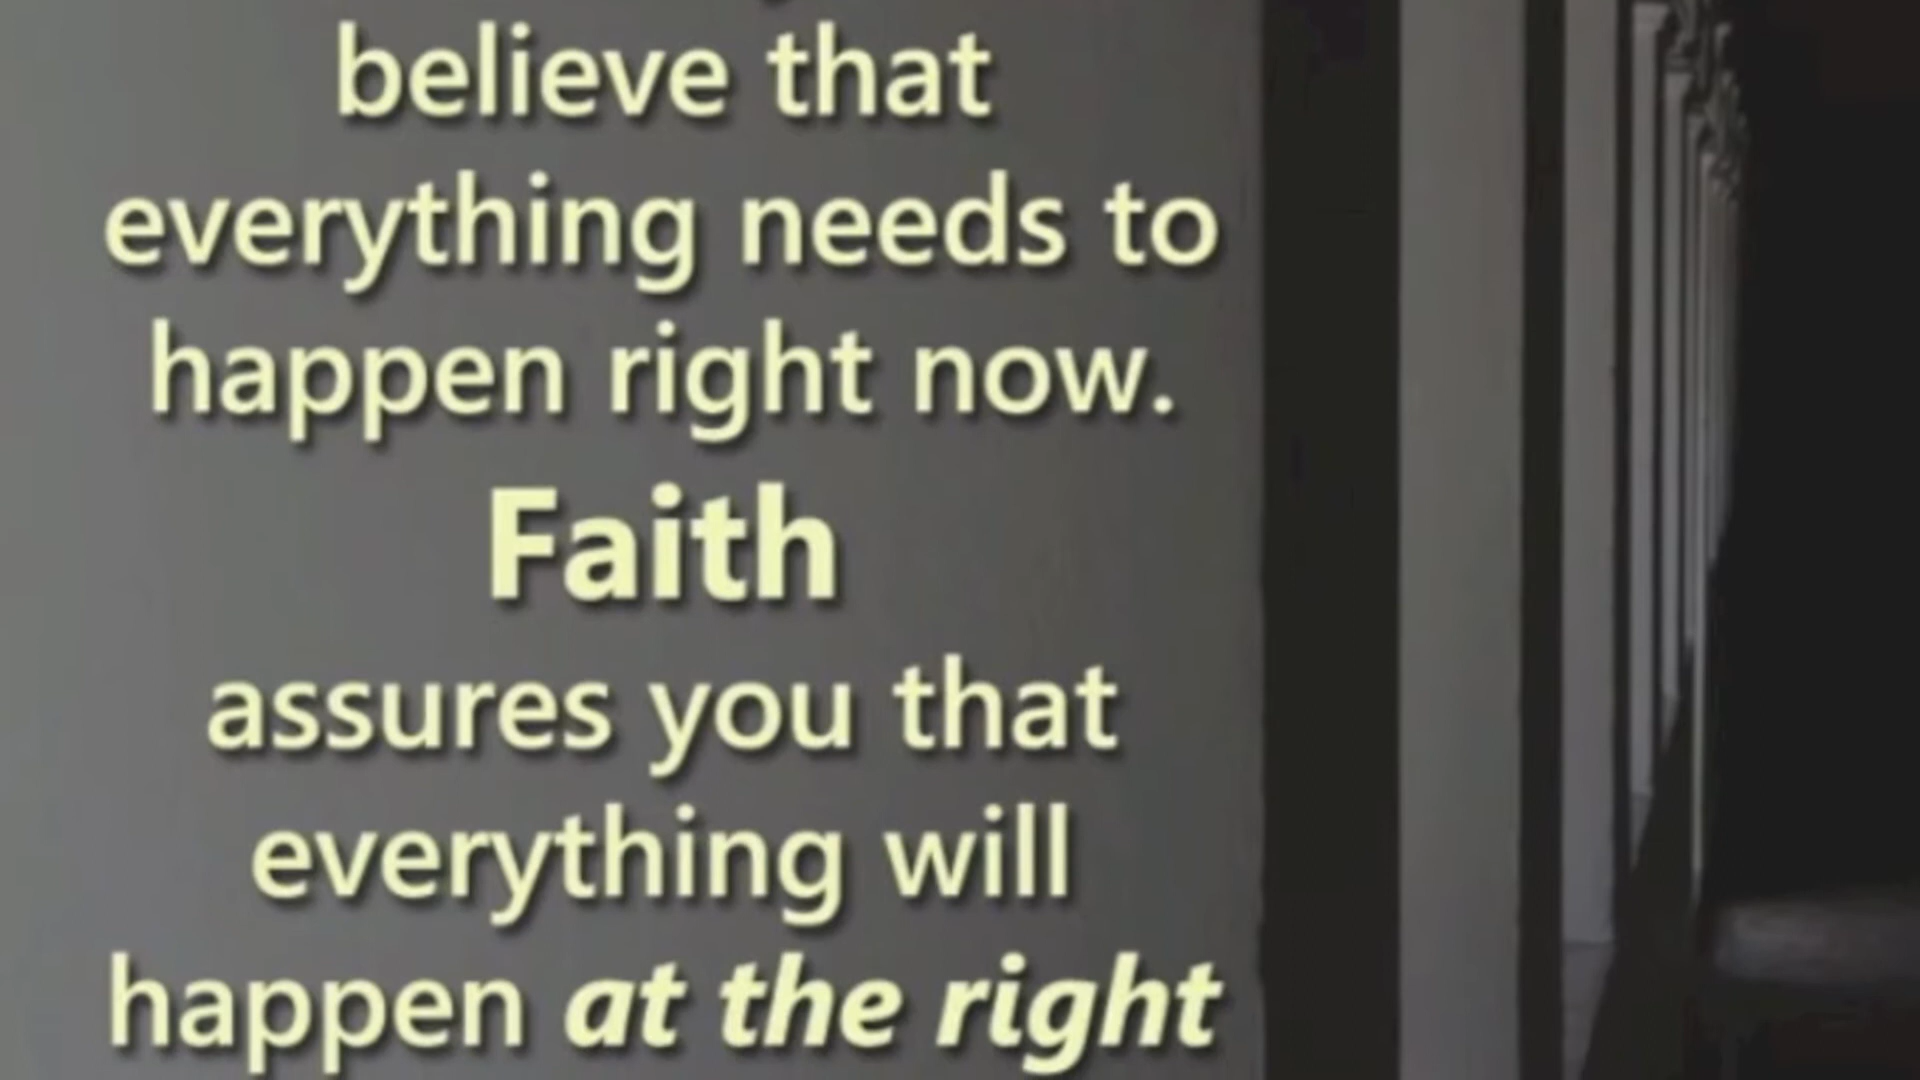 believe that
everything needs to
happen right now.
Faith
assures you that
everything will
happen at the right